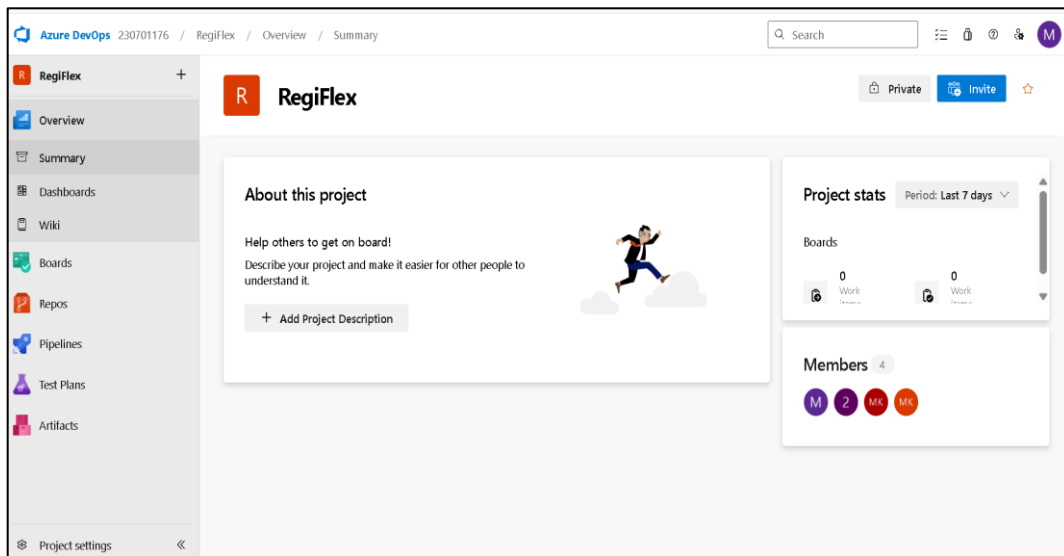 Azure DevOps 230701176 / RegiFlex / Overview / Summary
Search
M
R RegiFlex +
Overview
Summary
Dashboards
Wiki
Boards
Repos
Pipelines
Test Plans
Artifacts
Project settings
R RegiFlex
Private
Invite
About this project
Help others to get on board!
Describe your project and make it easier for other people to
understand it.
+ Add Project Description
Project stats
Period: Last 7 days
Boards
0 0
Work Work
items items
Members 4
M 2 MK MK